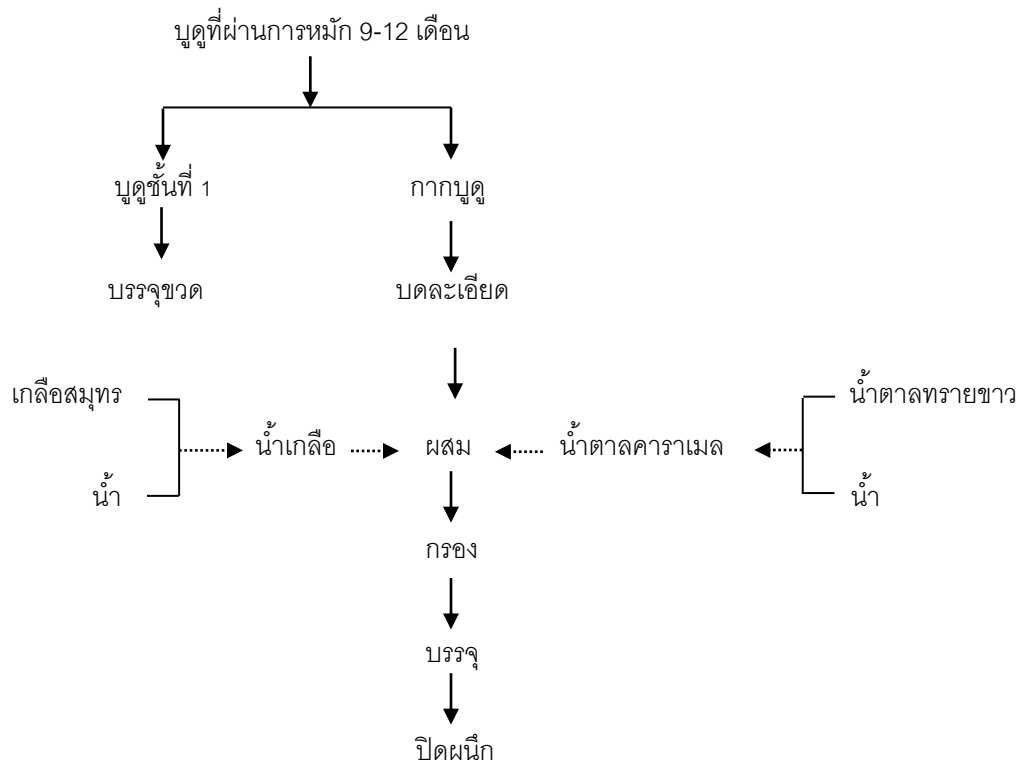 บูดูที่ผ่านการหมัก 9-12 เดือน
บูดูชั้นที่ 1
กากบูดู
บรรจุขวด
บดละเอียด
เกลือสมุทร
น้ำตาลทรายขาว
น้ำเกลือ
ผสม
น้ำตาลคาราเมล
น้ำ
น้ำ
กรอง
บรรจุ
ปิดผนึก